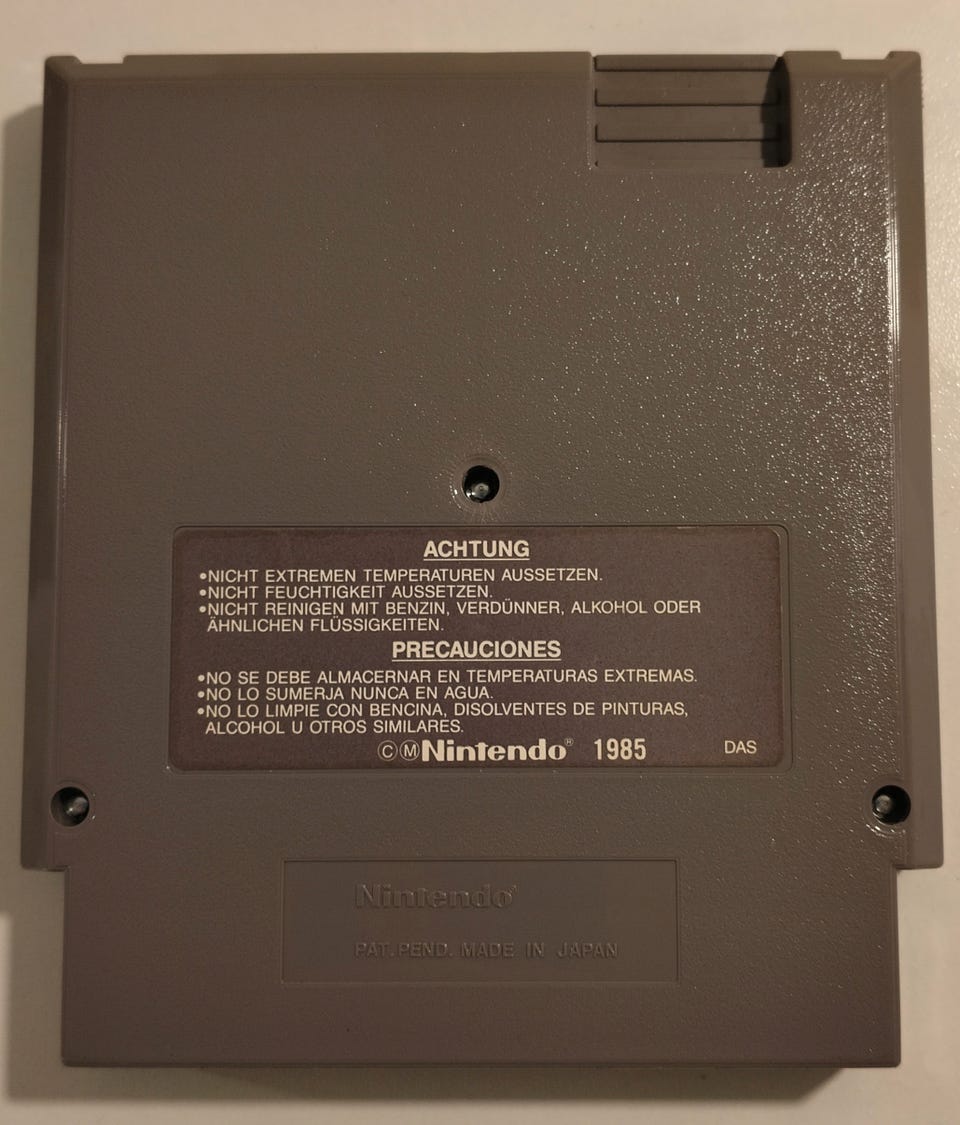 ACHTUNG
•NICHT EXTREMEN TEMPERATUREN AUSSETZEN.
•NICHT FEUCHTIGKEIT AUSSETZEN.
•NICHT REINIGEN MIT BENZIN, VERDÜNNER, ALKOHOL ODER
ÄHNLICHEN FLÜSSIGKEITEN.
PRECAUCIONES
•NO SE DEBE ALMACERNAR EN TEMPERATURAS EXTREMAS.
•NO LO SUMERJA NUNCA EN AGUA.
•NO LO LIMPIE CON BENCINA, DISOLVENTES DE PINTURAS,
ALCOHOL U OTROS SIMILARES.
©ⓂNintendo® 1985 DAS
Nintendo®
PAT. PEND. MADE IN JAPAN